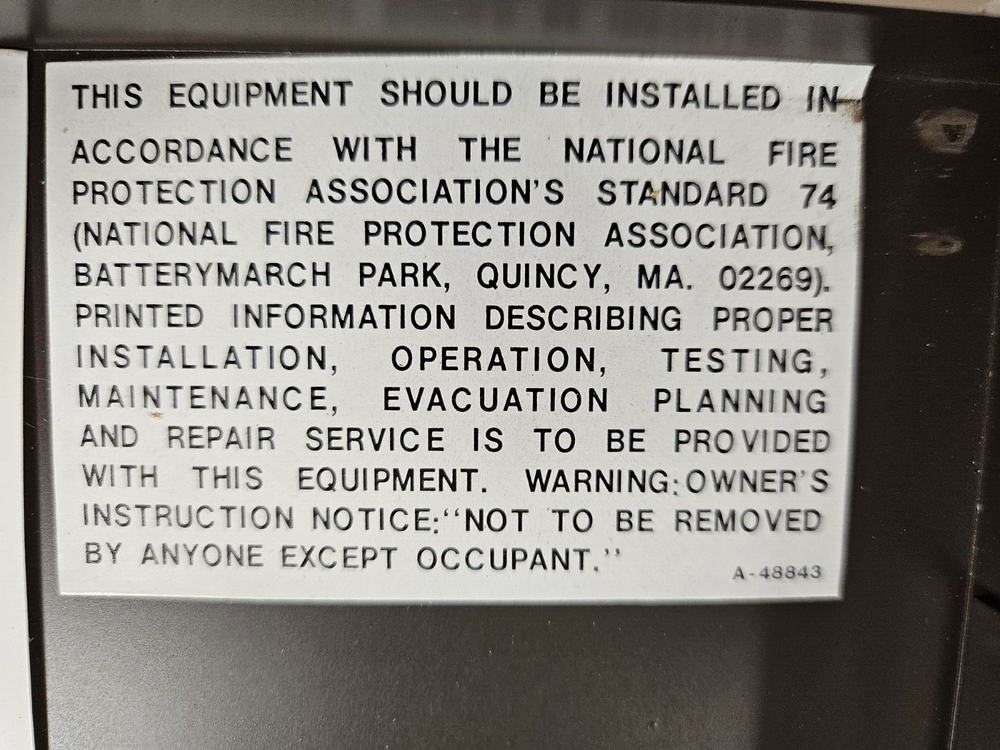 THIS EQUIPMENT SHOULD BE INSTALLED IN
ACCORDANCE WITH THE NATIONAL FIRE
PROTECTION ASSOCIATION'S STANDARD 74
(NATIONAL FIRE PROTECTION ASSOCIATION,
BATTERYMARCH PARK, QUINCY, MA. 02269).
PRINTED INFORMATION DESCRIBING PROPER
INSTALLATION, OPERATION, TESTING,
MAINTENANCE, EVACUATION PLANNING
AND REPAIR SERVICE IS TO BE PROVIDED
WITH THIS EQUIPMENT. WARNING:OWNER'S
INSTRUCTION NOTICE:“NOT TO BE REMOVED
BY ANYONE EXCEPT OCCUPANT.”
A-48843